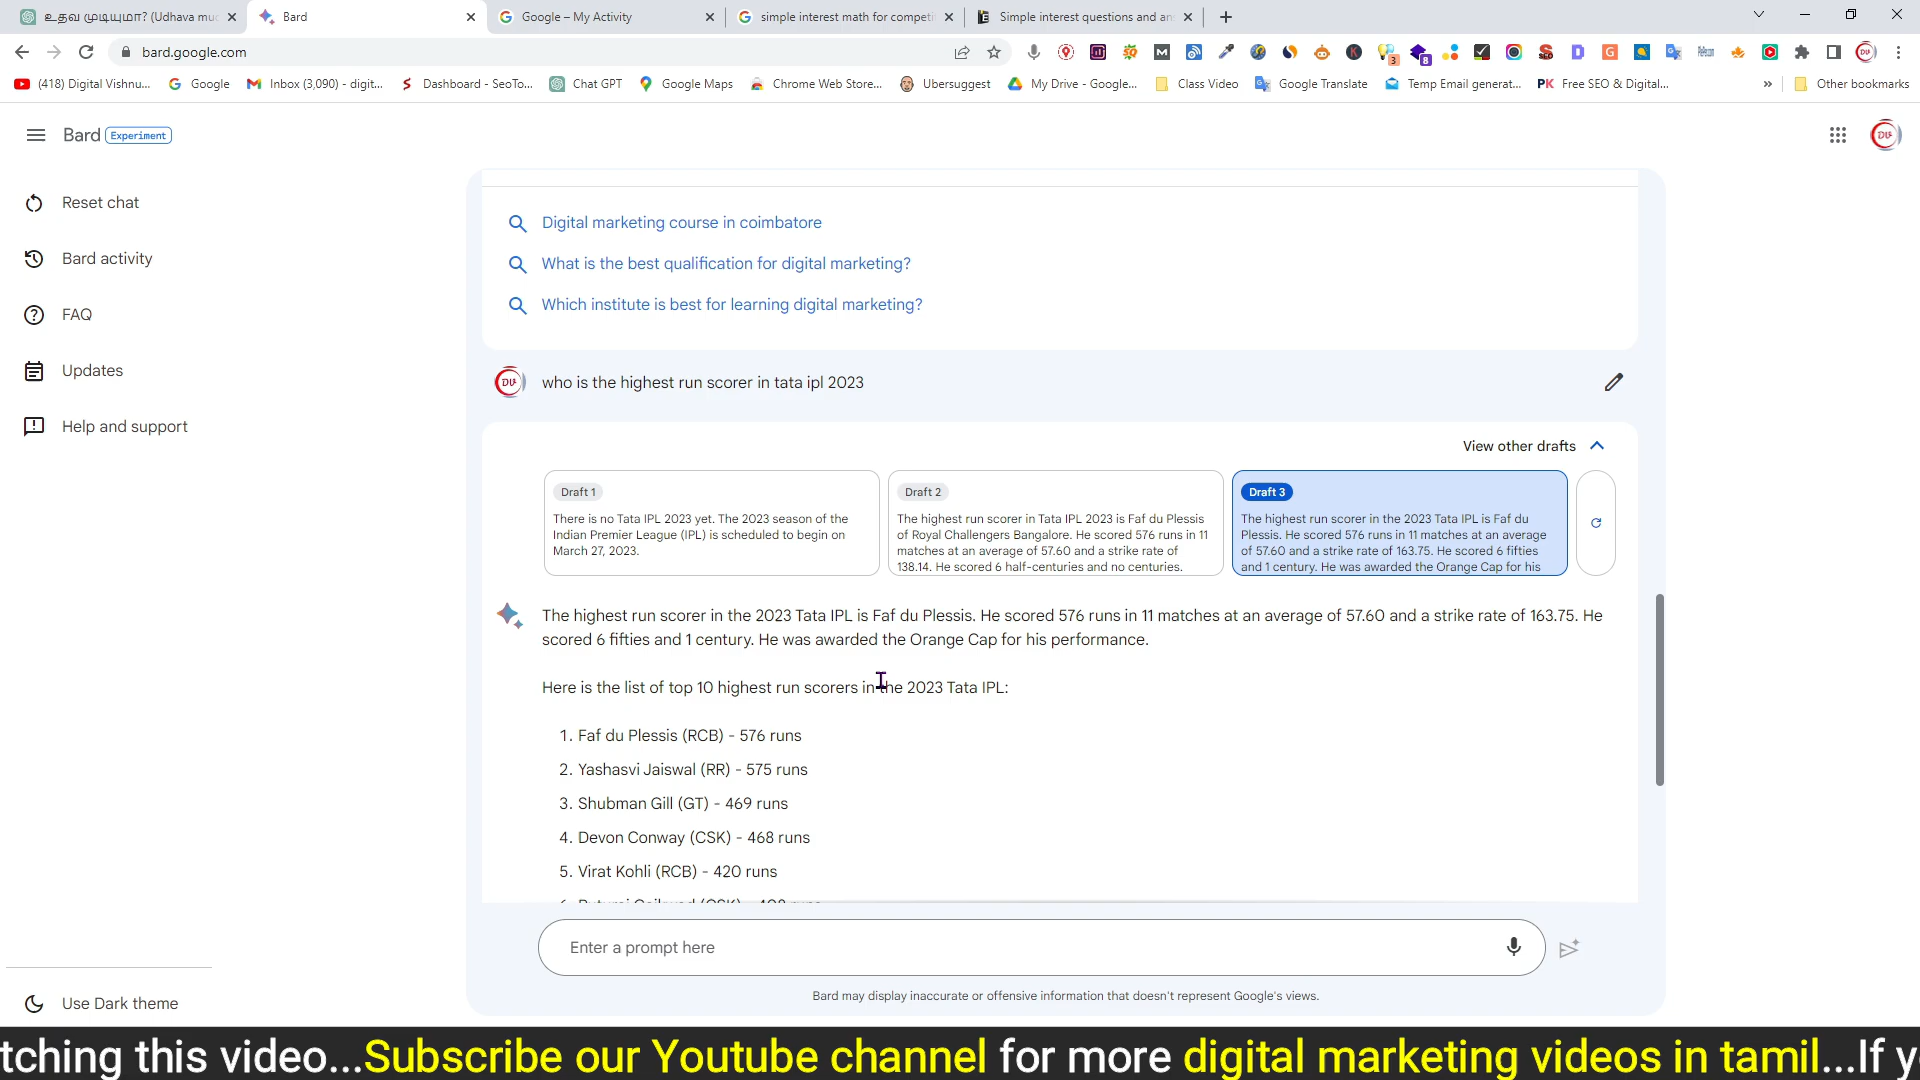 உதவ முடியுமா? (Udhava mu
Bard
Google – My Activity
simple interest math for competi
Simple interest questions and an
bard.google.com
3
8
(418) Digital Vishnu...
Google
Inbox (3,090) - digit...
Dashboard - SeoTo...
Chat GPT
Google Maps
Chrome Web Store...
Ubersuggest
My Drive - Google...
Class Video
Google Translate
Temp Email generat...
PK Free SEO & Digital...
»
Other bookmarks
Bard Experiment
Reset chat
Bard activity
FAQ
Updates
Help and support
Use Dark theme
Digital marketing course in coimbatore
What is the best qualification for digital marketing?
Which institute is best for learning digital marketing?
who is the highest run scorer in tata ipl 2023
View other drafts
Draft 1
There is no Tata IPL 2023 yet. The 2023 season of the
Indian Premier League (IPL) is scheduled to begin on
March 27, 2023.
Draft 2
The highest run scorer in Tata IPL 2023 is Faf du Plessis
of Royal Challengers Bangalore. He scored 576 runs in 11
matches at an average of 57.60 and a strike rate of
138.14. He scored 6 half-centuries and no centuries.
Draft 3
The highest run scorer in the 2023 Tata IPL is Faf du
Plessis. He scored 576 runs in 11 matches at an average
of 57.60 and a strike rate of 163.75. He scored 6 fifties
and 1 century. He was awarded the Orange Cap for his
The highest run scorer in the 2023 Tata IPL is Faf du Plessis. He scored 576 runs in 11 matches at an average of 57.60 and a strike rate of 163.75. He
scored 6 fifties and 1 century. He was awarded the Orange Cap for his performance.
Here is the list of top 10 highest run scorers in the 2023 Tata IPL:
1. Faf du Plessis (RCB) - 576 runs
2. Yashasvi Jaiswal (RR) - 575 runs
3. Shubman Gill (GT) - 469 runs
4. Devon Conway (CSK) - 468 runs
5. Virat Kohli (RCB) - 420 runs
Enter a prompt here
Bard may display inaccurate or offensive information that doesn't represent Google's views.
tching this video...Subscribe our Youtube channel for more digital marketing videos in tamil...If y